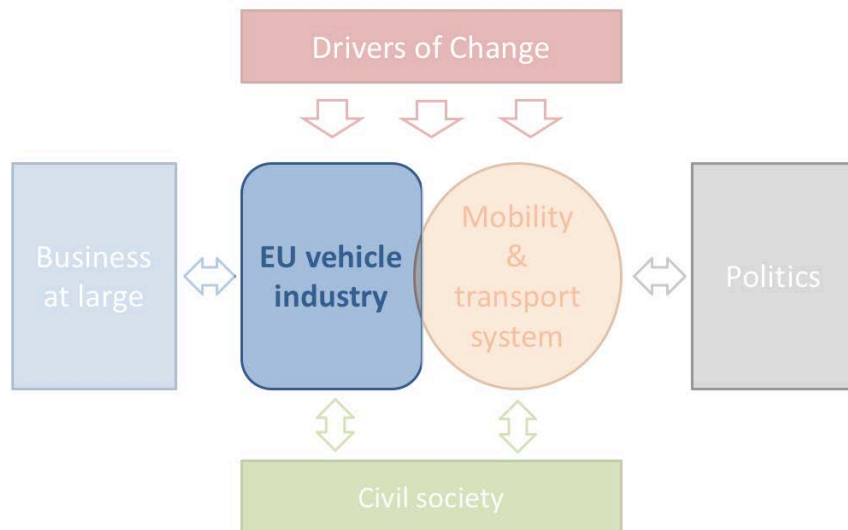 Drivers of Change
Business
at large
EU vehicle
industry
Mobility
&
transport
system
Politics
Civil society